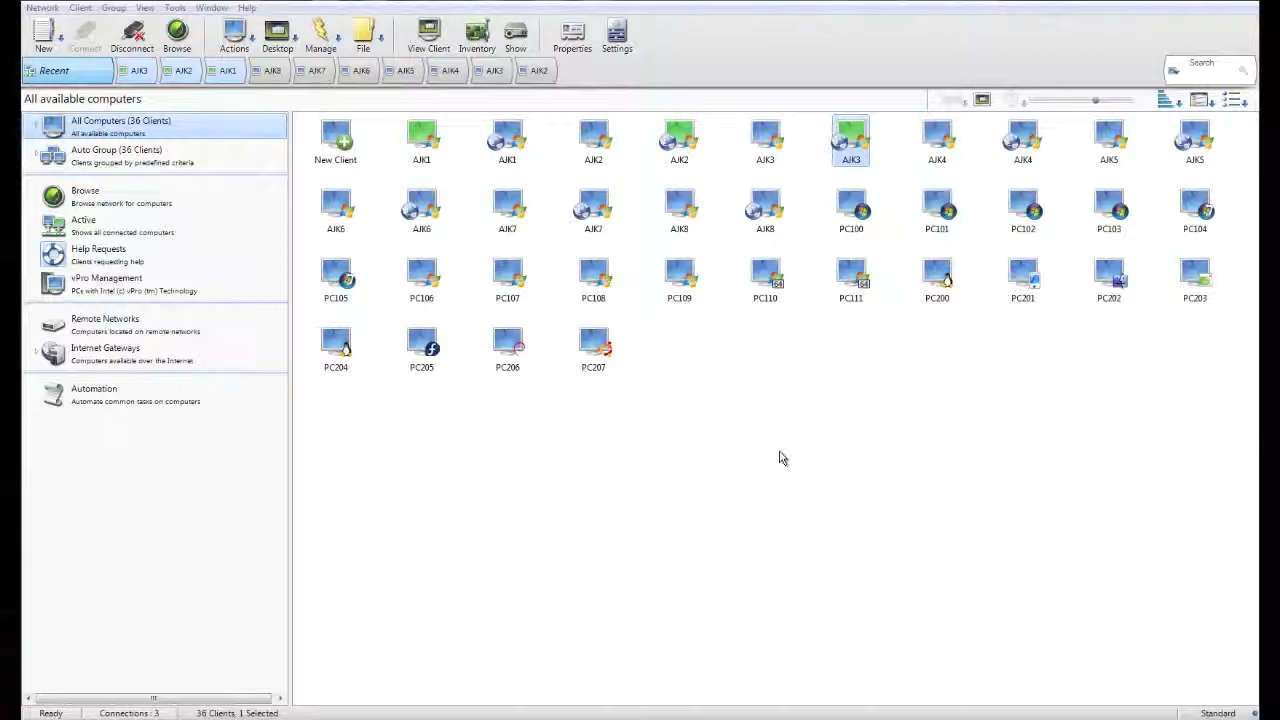 Network Client Group View Tools Window Help
New Connect Disconnect Browse Actions Desktop Manage File View Client Inventory Show Properties Settings
Recent AJK3 AJK2 AJK1 AJK8 AJK7 AJK6 AJK5 AJK4 AJK3 AJK2 Search
All available computers
All Computers (36 Clients)
All available computers
Auto Group (36 Clients)
Clients grouped by predefined criteria
Browse
Browse network for computers
Active
Shows all connected computers
Help Requests
Clients requesting help
vPro Management
PCs with Intel (c) vPro (tm) Technology
Remote Networks
Computers located on remote networks
Internet Gateways
Computers available over the Internet
Automation
Automate common tasks on computers
New Client AJK1 AJK1 AJK2 AJK2 AJK3 AJK3 AJK4 AJK4 AJK5 AJK5
AJK6 AJK6 AJK7 AJK7 AJK8 AJK8 PC100 PC101 PC102 PC103 PC104
PC105 PC106 PC107 PC108 PC109 PC110 PC111 PC200 PC201 PC202 PC203
PC204 PC205 PC206 PC207
Ready Connections : 3 36 Clients, 1 Selected Standard